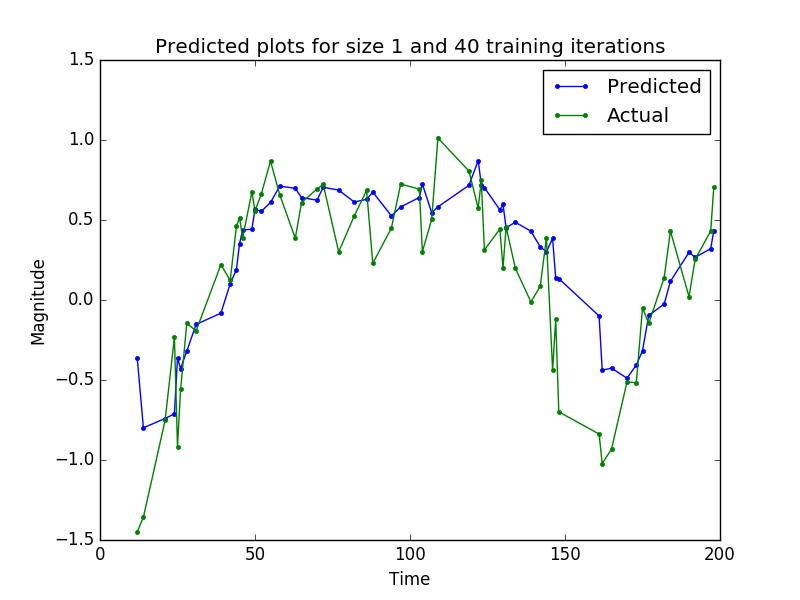 Predicted plots for size 1 and 40 training iterations
1.5
Predicted
Actual
1.0
0.5
0.0
−0.5
−1.0
−1.5
Magnitude
0 50 100 150 200
Time